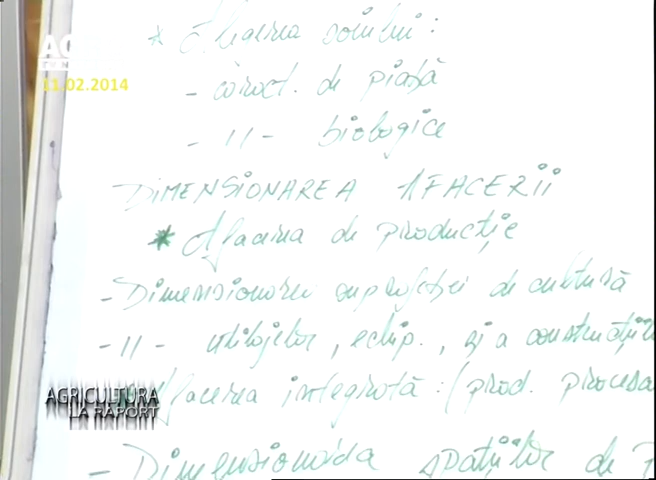 * Alegerea soiului:
- caract. de piață
- 11 - biologice
DIMENSIONAREA AFACERII
* Afacerea de producție
- Dimensionarea suprafeței de cultură
- 11 - utilajelor, echip., și a construcțiil
Afacerea integrată: (prod. procesa
- Dimensionarea spațiilor de
11.02.2014
AGRICULTURA
LA RAPORT